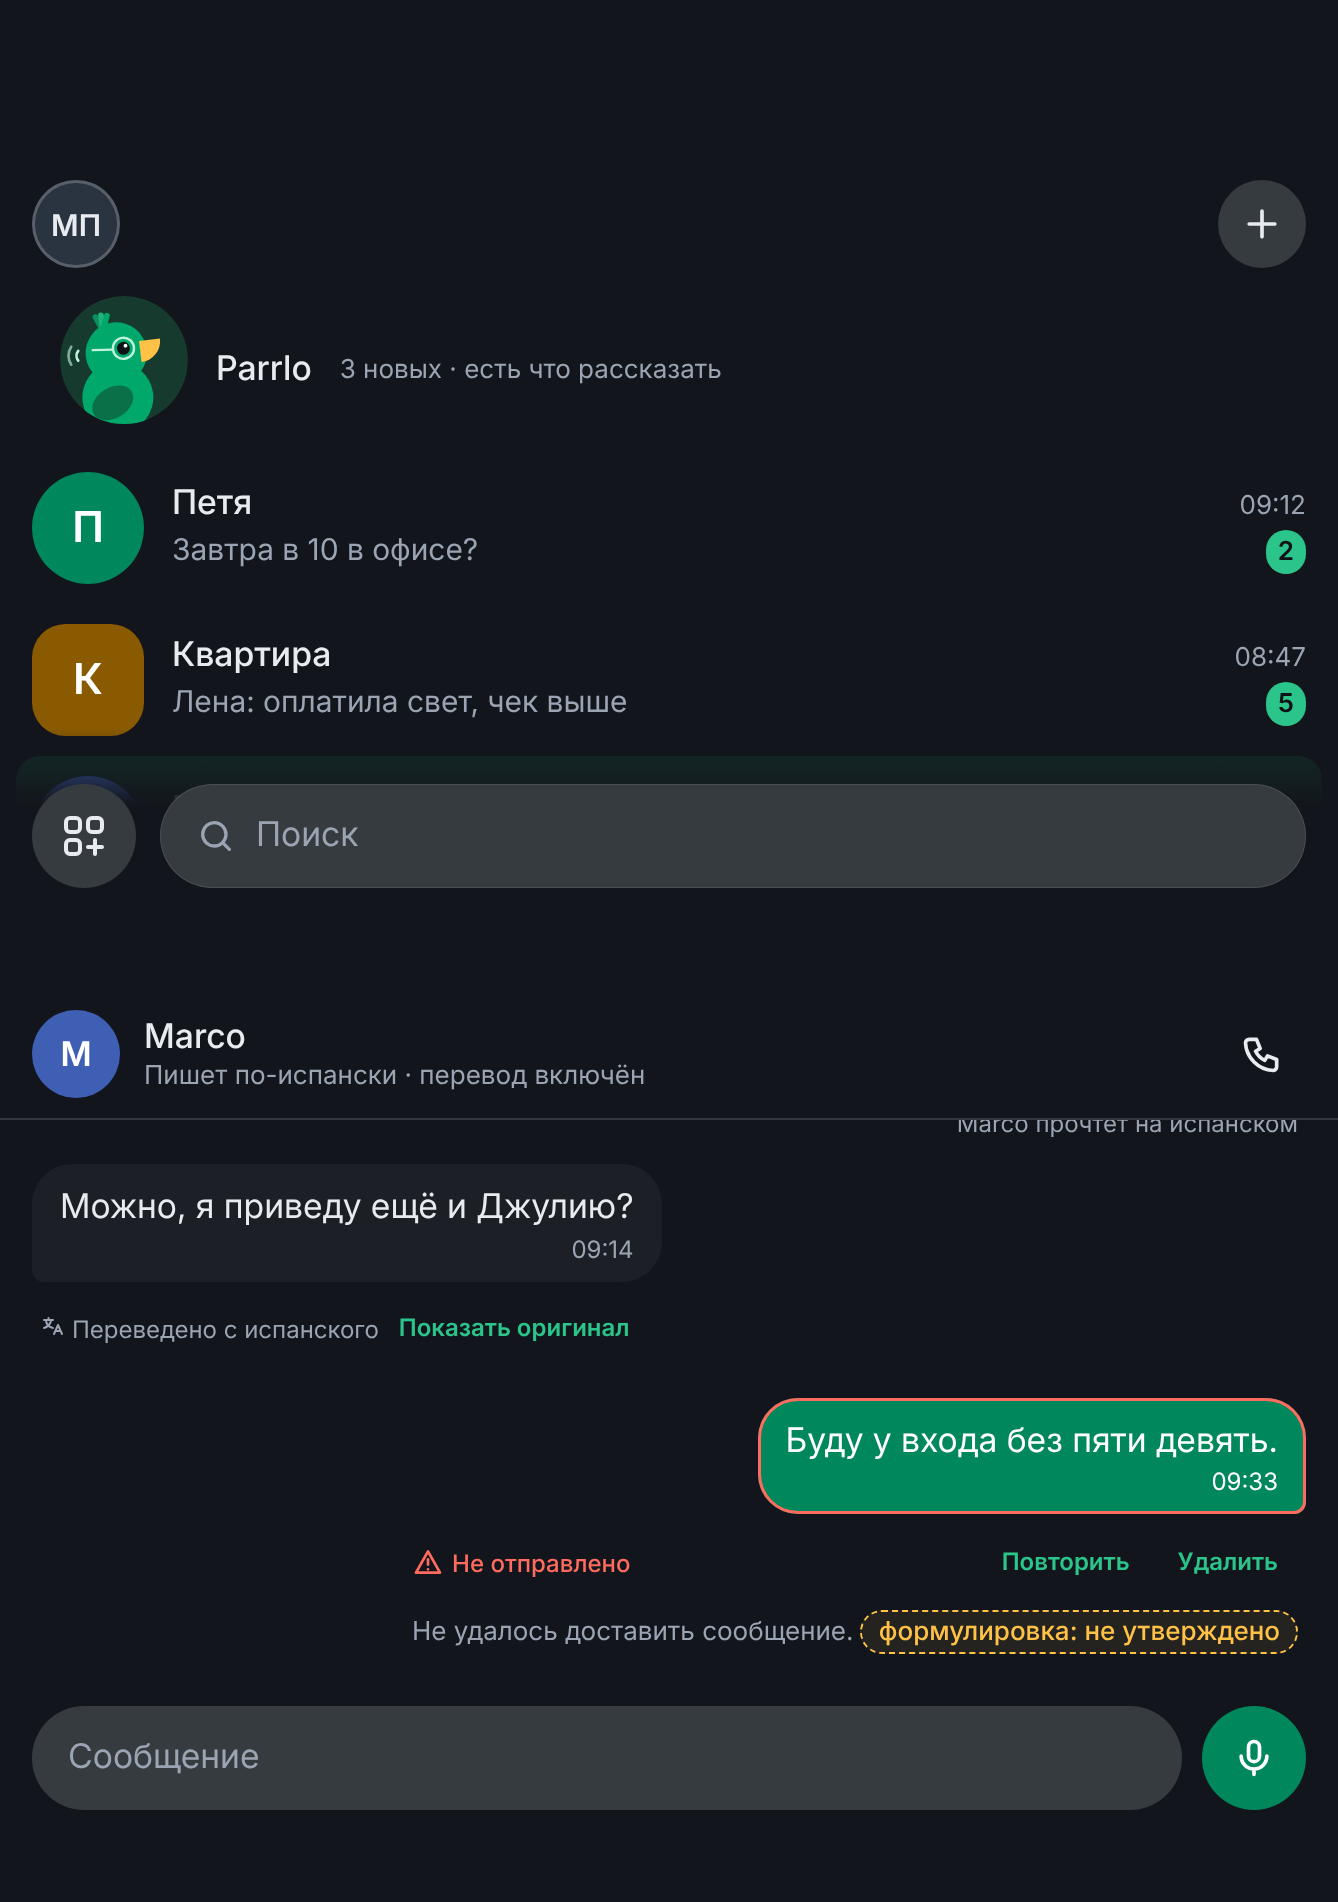 МП
Parrlo 3 новых · есть что рассказать
П
Петя
09:12
Завтра в 10 в офисе?
2
К
Квартира
08:47
Лена: оплатила свет, чек выше
5
Поиск
M
Marco
Пишет по-испански · перевод включён
Marco прочтёт на испанском
Можно, я приведу ещё и Джулию?
09:14
Переведено с испанского Показать оригинал
Буду у входа без пяти девять.
09:33
Не отправлено Повторить Удалить
Не удалось доставить сообщение. формулировка: не утверждено
Сообщение